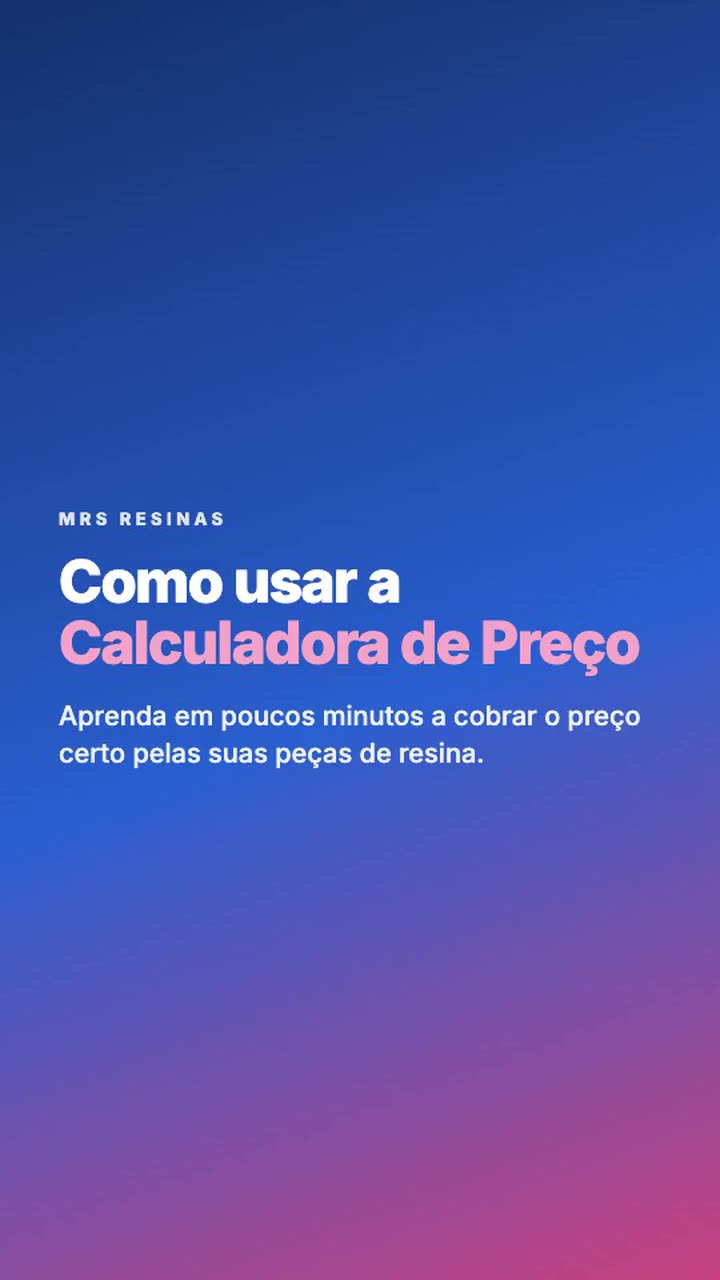 MRS RESINAS
Como usar a
Calculadora de Preço
Aprenda em poucos minutos a cobrar o preço
certo pelas suas peças de resina.